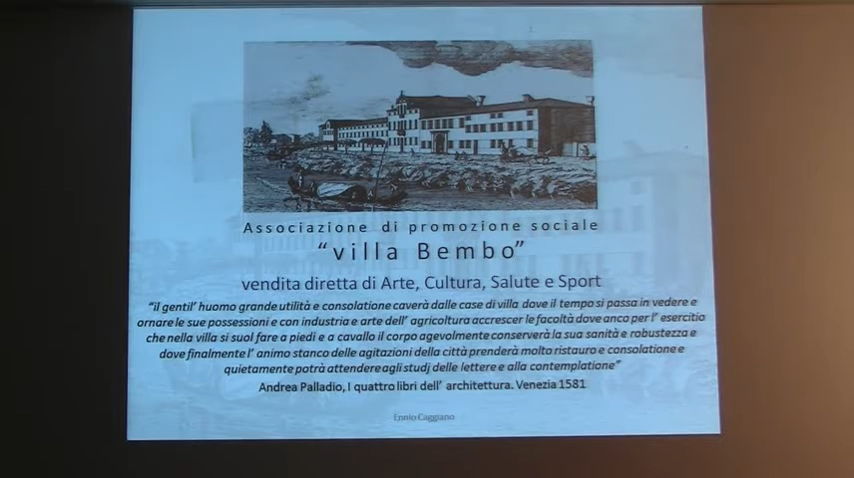 Associazione di promozione sociale
“villa Bembo”
vendita diretta di Arte, Cultura, Salute e Sport
“il gentil’ huomo grande utilità e consolatione caverà dalle case di villa dove il tempo si passa in vedere e
ornare le sue possessioni e con industria e arte dell’ agricoltura accrescer le facoltà dove anco per l’ esercitio
che nella villa si suol fare a piedi e a cavallo il corpo agevolmente conserverà la sua sanità e robustezza e
dove finalmente l’ animo stanco delle agitazioni della città prenderà molto ristauro e consolatione e
quietamente potrà attendere agli studj delle lettere e alla contemplatione”
Andrea Palladio, I quattro libri dell’ architettura. Venezia 1581
Ennio Caggiano